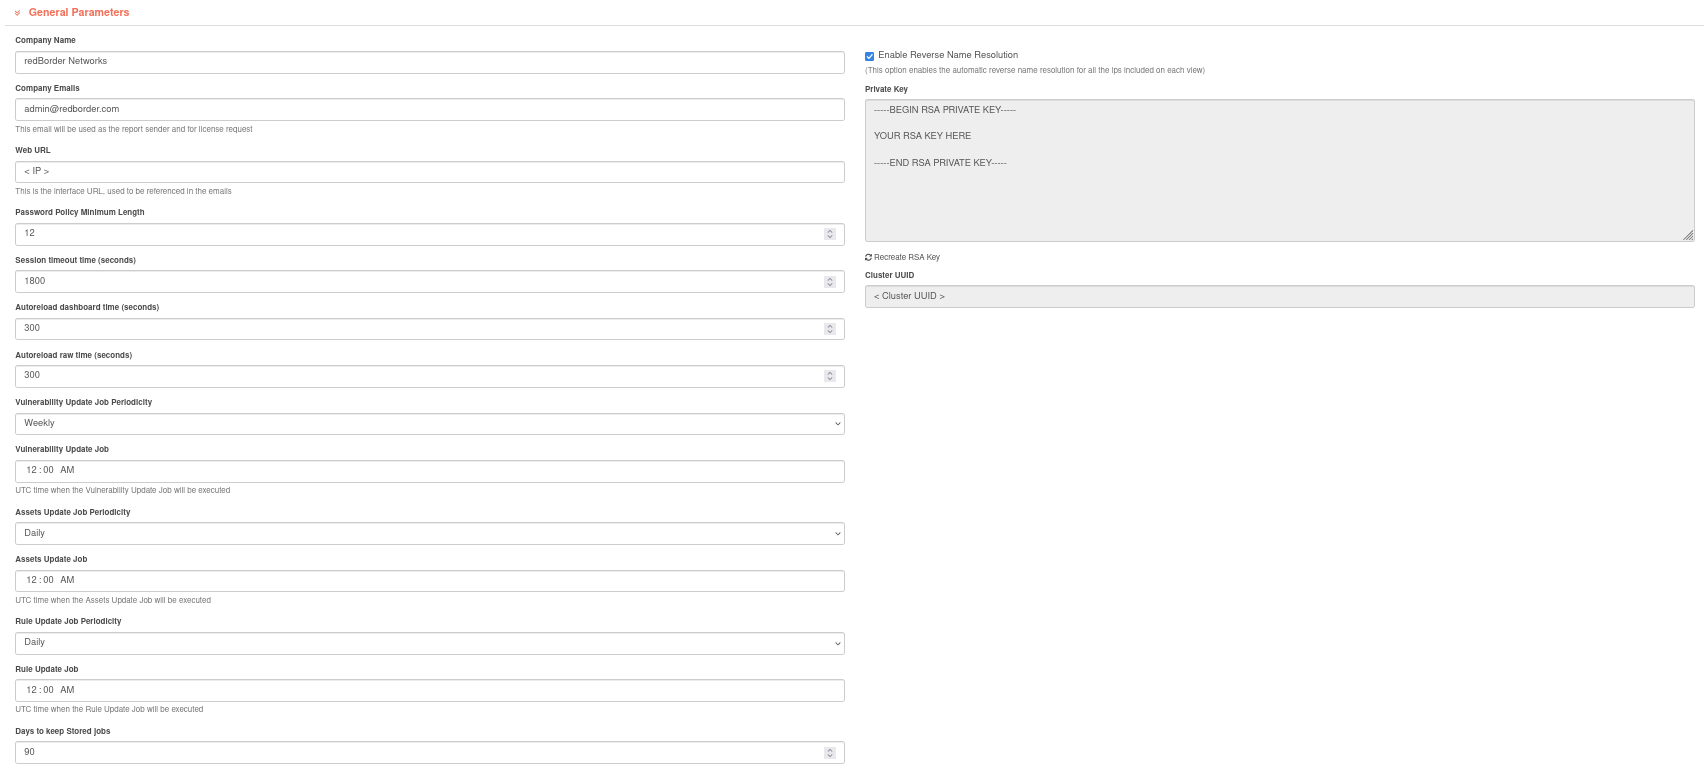 General Parameters
Company Name
redBorder Networks
Company Emails
admin@redborder.com
This email will be used as the report sender and for license request
Web URL
< IP >
This is the interface URL, used to be referenced in the emails
Password Policy Minimum Length
12
Session timeout time (seconds)
1800
Autoreload dashboard time (seconds)
300
Autoreload raw time (seconds)
300
Vulnerability Update Job Periodicity
Weekly
Vulnerability Update Job
12 : 00 AM
UTC time when the Vulnerability Update Job will be executed
Assets Update Job Periodicity
Daily
Assets Update Job
12 : 00 AM
UTC time when the Assets Update Job will be executed
Rule Update Job Periodicity
Daily
Rule Update Job
12 : 00 AM
UTC time when the Rule Update Job will be executed
Days to keep Stored jobs
90
Enable Reverse Name Resolution
(This option enables the automatic reverse name resolution for all the ips included on each view)
Private Key
-----BEGIN RSA PRIVATE KEY-----
YOUR RSA KEY HERE
-----END RSA PRIVATE KEY-----
Recreate RSA Key
Cluster UUID
< Cluster UUID >